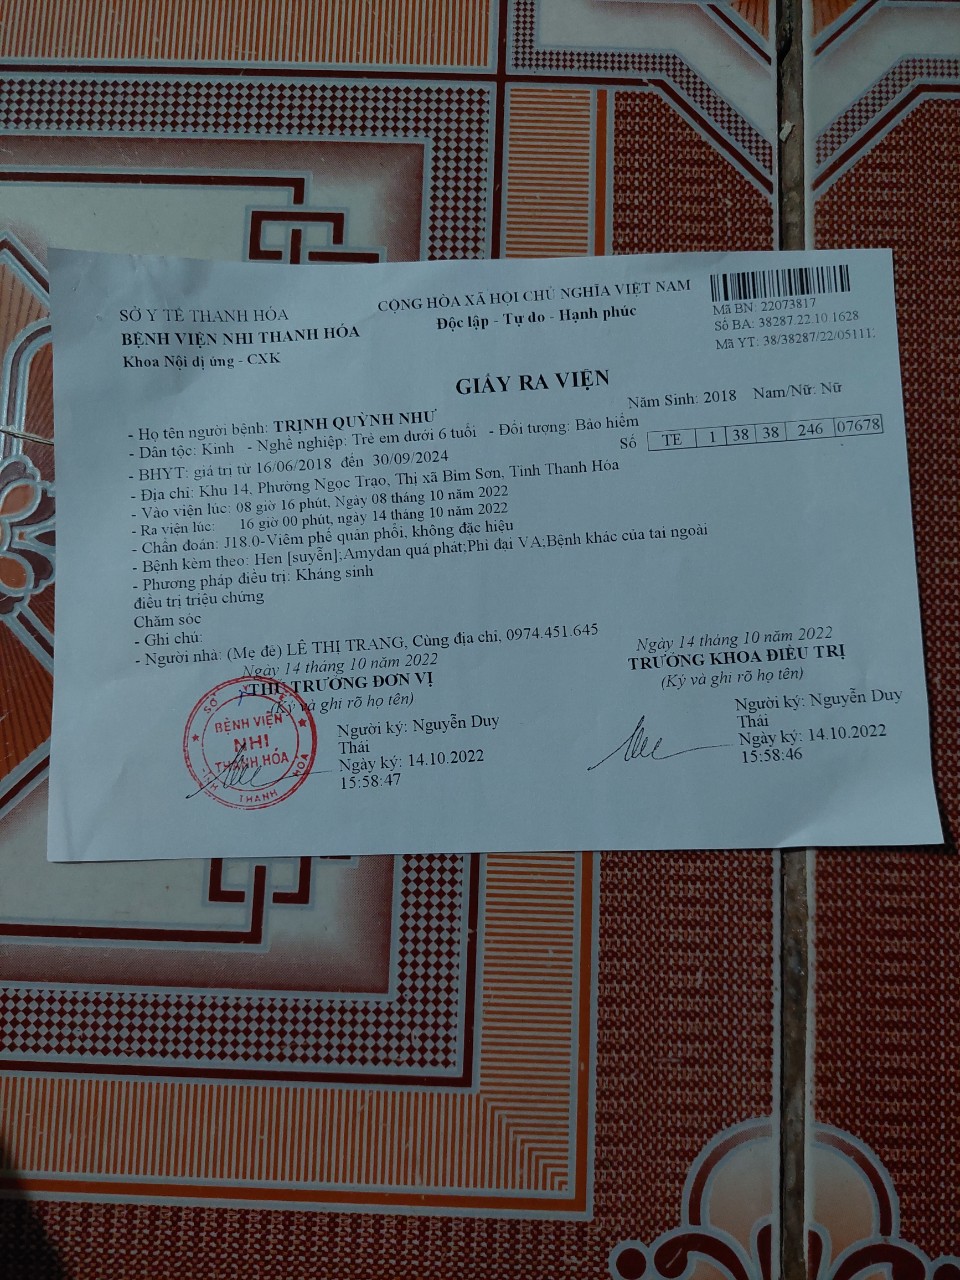 SỞ Y TẾ THANH HÓA
BỆNH VIỆN NHI THANH HÓA
Khoa Nội dị ứng - CXK
CỘNG HÒA XÃ HỘI CHỦ NGHĨA VIỆT NAM
Độc lập - Tự do - Hạnh phúc
Mã BN: 22073817
Số BA: 38287.22.10.1628
Mã YT: 38/38287/22/05111
GIẤY RA VIỆN
- Họ tên người bệnh: TRỊNH QUỲNH NHƯ Năm Sinh: 2018 Nam/Nữ: Nữ
- Dân tộc: Kinh - Nghề nghiệp: Trẻ em dưới 6 tuổi - Đối tượng: Bảo hiểm
- BHYT: giá trị từ 16/06/2018 đến 30/09/2024 Số TE 1 38 38 246 07678
- Địa chỉ: Khu 14, Phường Ngọc Trạo, Thị xã Bỉm Sơn, Tỉnh Thanh Hóa
- Vào viện lúc: 08 giờ 16 phút, Ngày 08 tháng 10 năm 2022
- Ra viện lúc: 16 giờ 00 phút, ngày 14 tháng 10 năm 2022
- Chẩn đoán: J18.0-Viêm phế quản phổi, không đặc hiệu
- Bệnh kèm theo: Hen [suyễn];Amydan quá phát;Phì đại VA;Bệnh khác của tai ngoài
- Phương pháp điều trị: Kháng sinh
điều trị triệu chứng
Chăm sóc
- Ghi chú:
- Người nhà: (Mẹ đẻ) LÊ THỊ TRANG, Cùng địa chỉ, 0974.451.645
Ngày 14 tháng 10 năm 2022
THỦ TRƯỞNG ĐƠN VỊ
(Ký và ghi rõ họ tên)
BỆNH VIỆN
NHI
THANH HÓA
Người ký: Nguyễn Duy
Thái
Ngày ký: 14.10.2022
15:58:47
Ngày 14 tháng 10 năm 2022
TRƯỞNG KHOA ĐIỀU TRỊ
(Ký và ghi rõ họ tên)
Người ký: Nguyễn Duy
Thái
Ngày ký: 14.10.2022
15:58:46